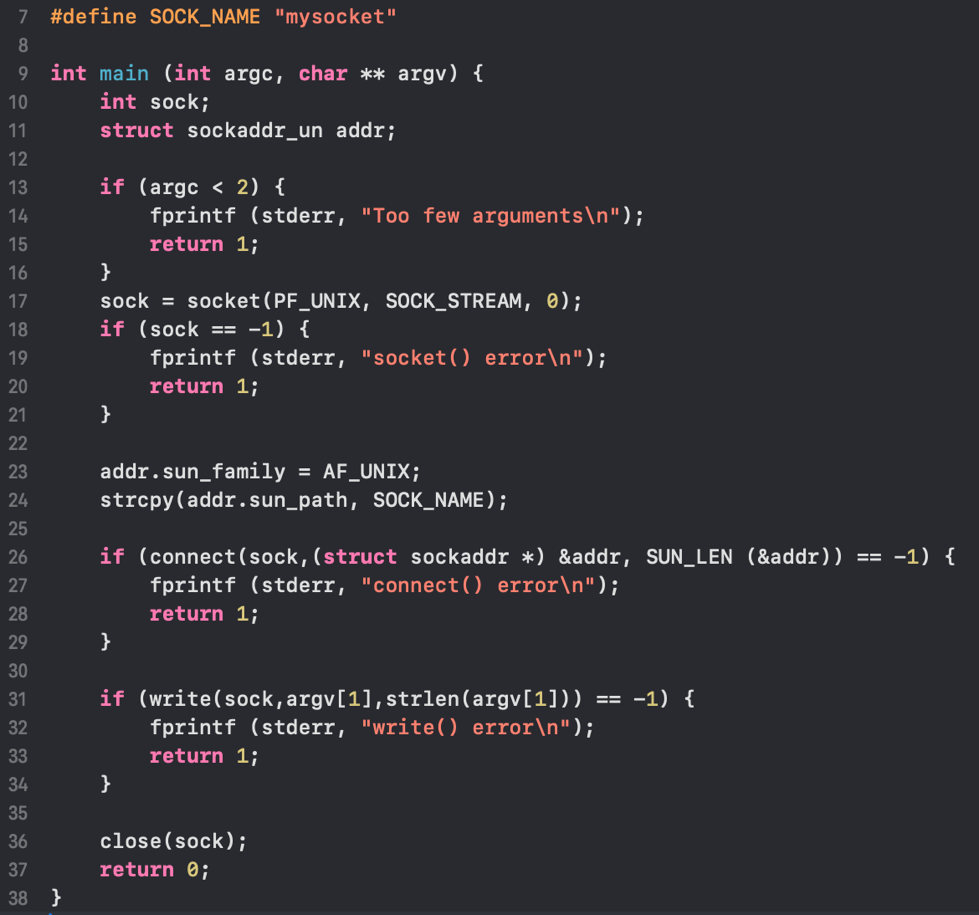 7 #define SOCK_NAME "mysocket"
8
9 int main (int argc, char ** argv) {
10     int sock;
11     struct sockaddr_un addr;
12
13     if (argc < 2) {
14         fprintf (stderr, "Too few arguments\n");
15         return 1;
16     }
17     sock = socket(PF_UNIX, SOCK_STREAM, 0);
18     if (sock == -1) {
19         fprintf (stderr, "socket() error\n");
20         return 1;
21     }
22
23     addr.sun_family = AF_UNIX;
24     strcpy(addr.sun_path, SOCK_NAME);
25
26     if (connect(sock,(struct sockaddr *) &addr, SUN_LEN (&addr)) == -1) {
27         fprintf (stderr, "connect() error\n");
28         return 1;
29     }
30
31     if (write(sock,argv[1],strlen(argv[1])) == -1) {
32         fprintf (stderr, "write() error\n");
33         return 1;
34     }
35
36     close(sock);
37     return 0;
38 }